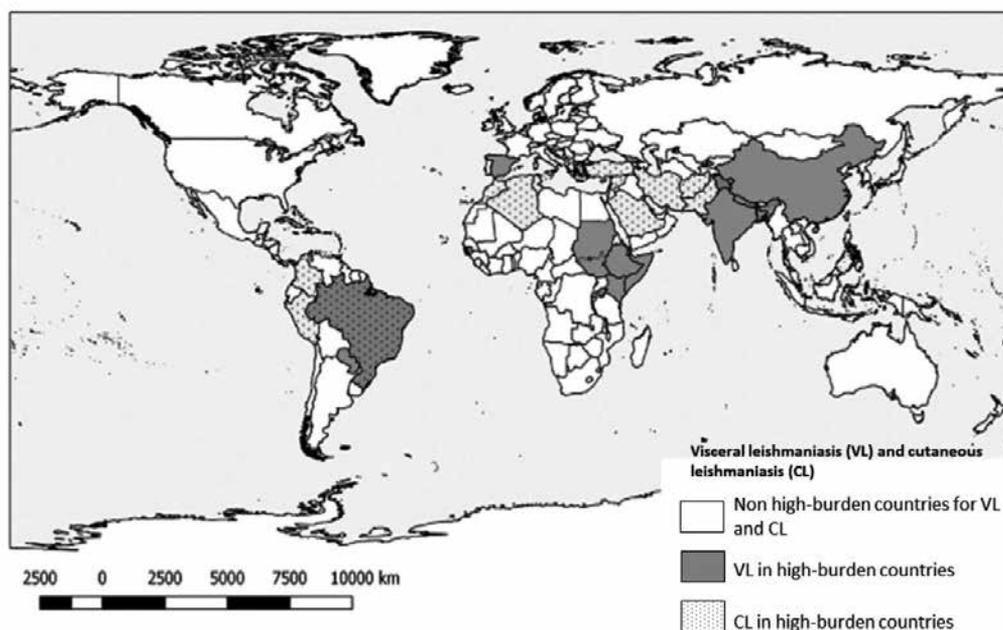 Visceral leishmaniasis (VL) and cutaneous
leishmaniasis (CL)
Non high-burden countries for VL
and CL
VL in high-burden countries
CL in high-burden countries
2500 0 2500 5000 7500 10000 km